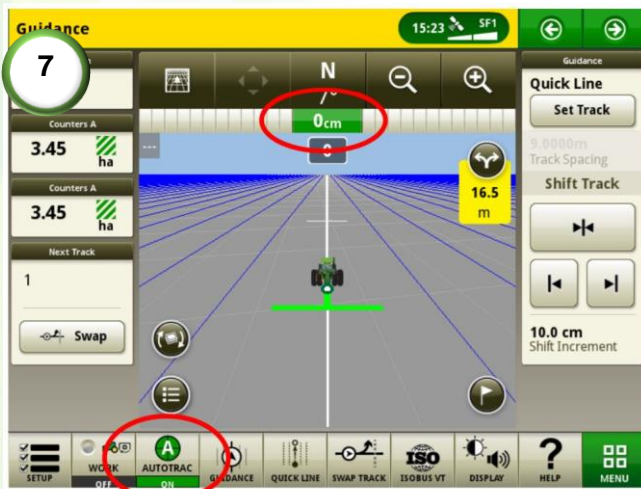 Guidance
15:23 SF1
7
Counters A
3.45 ha
Counters A
3.45 ha
Next Track
1
Swap
N
7°
0cm
0
---
16.5
m
Guidance
Quick Line
Set Track
9.0000m
Track Spacing
Shift Track
10.0 cm
Shift Increment
SETUP
WORK
OFF
A
AUTOTRAC
ON
GUIDANCE
QUICK LINE
SWAP TRACK
ISO
ISOBUS VT
DISPLAY
?
HELP
MENU